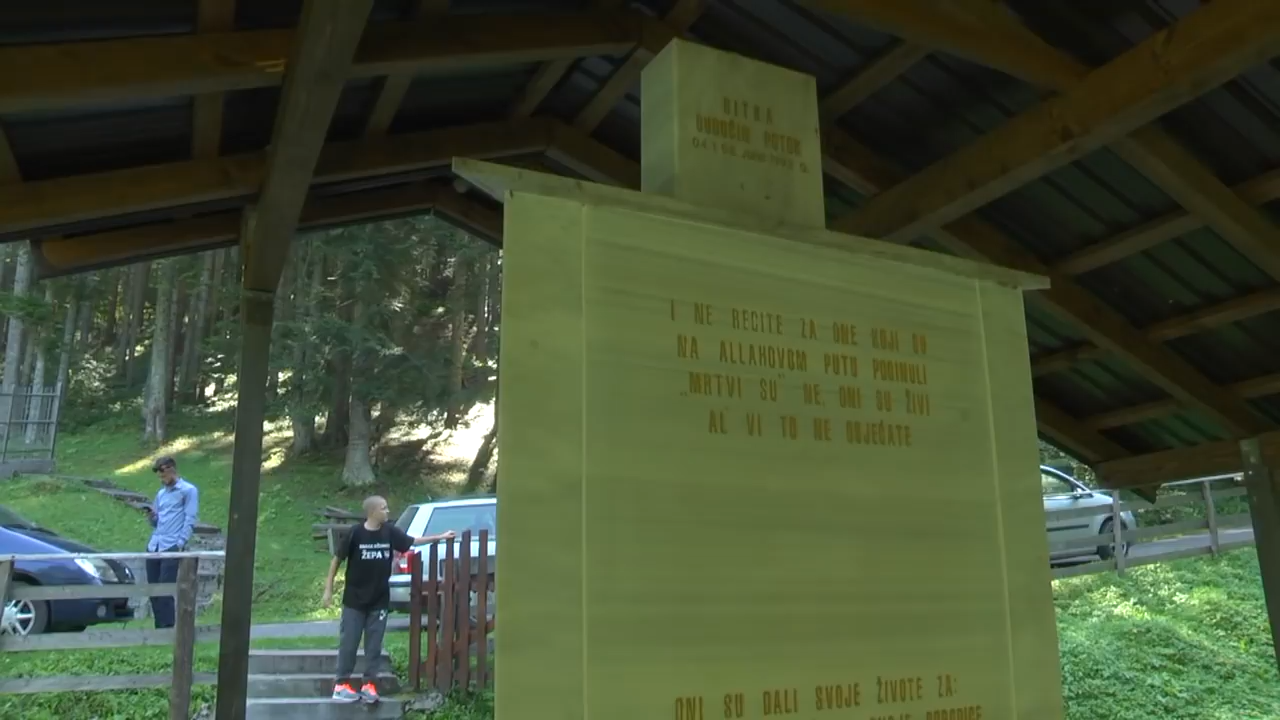 BITKA
BUDUČIN POTOK
I NE RECITE ZA ONE KOJI SU
NA ALLAHOVOM PUTU POGINULI
„MRTVI SU" NE, ONI SU ŽIVI
AL VI TO NE OSJEĆATE
ONI SU DALI SVOJE ŽIVOTE ZA:
ŽEPA